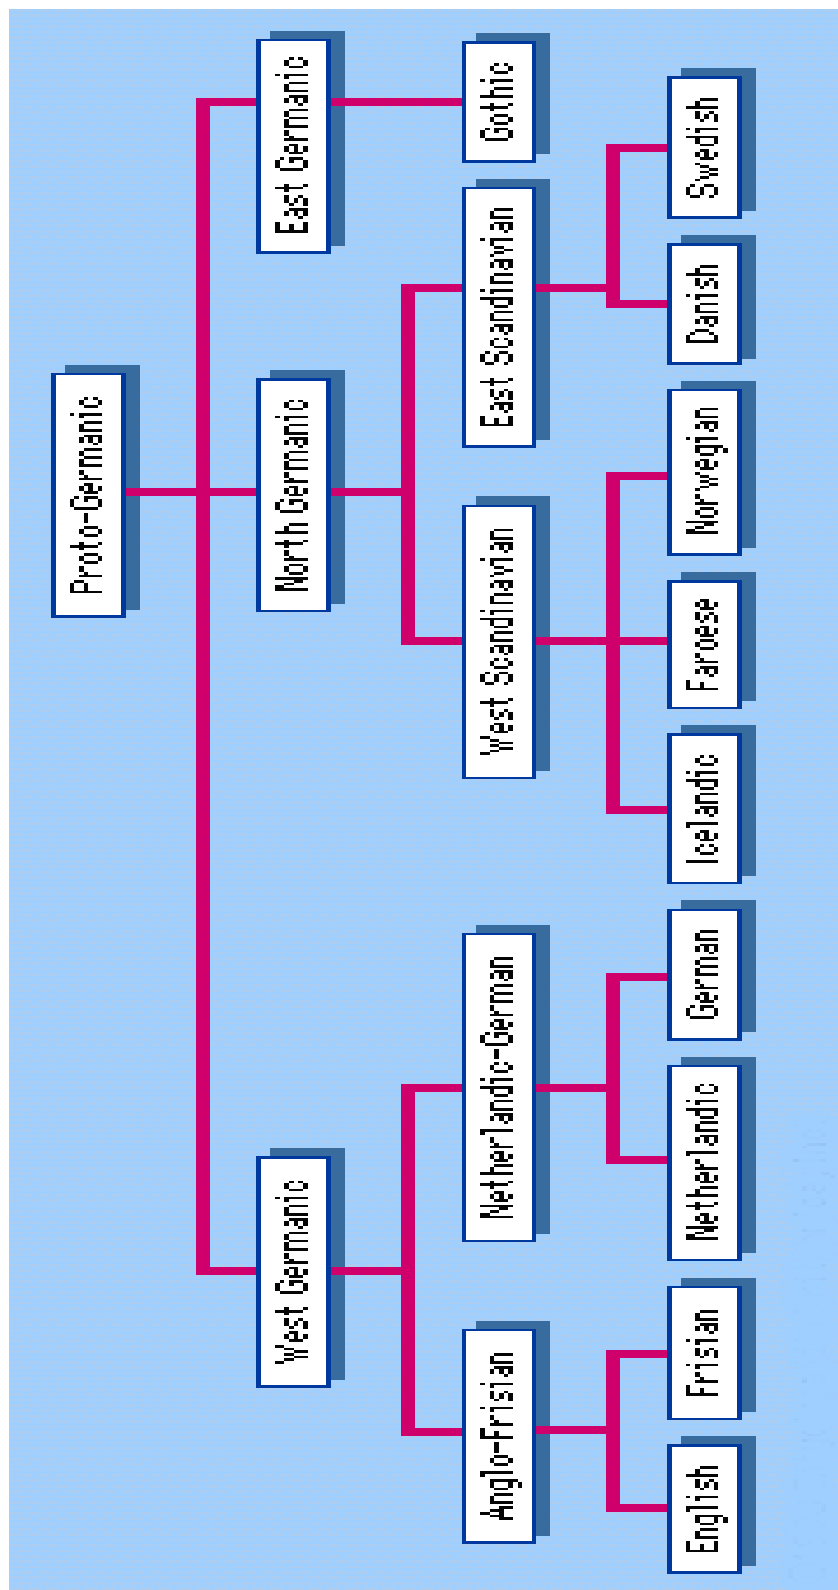 Proto-Germanic
West Germanic
North Germanic
East Germanic
Anglo-Frisian
Netherlandic-German
West Scandinavian
East Scandinavian
Gothic
English
Frisian
Netherlandic
German
Icelandic
Faroese
Norwegian
Danish
Swedish